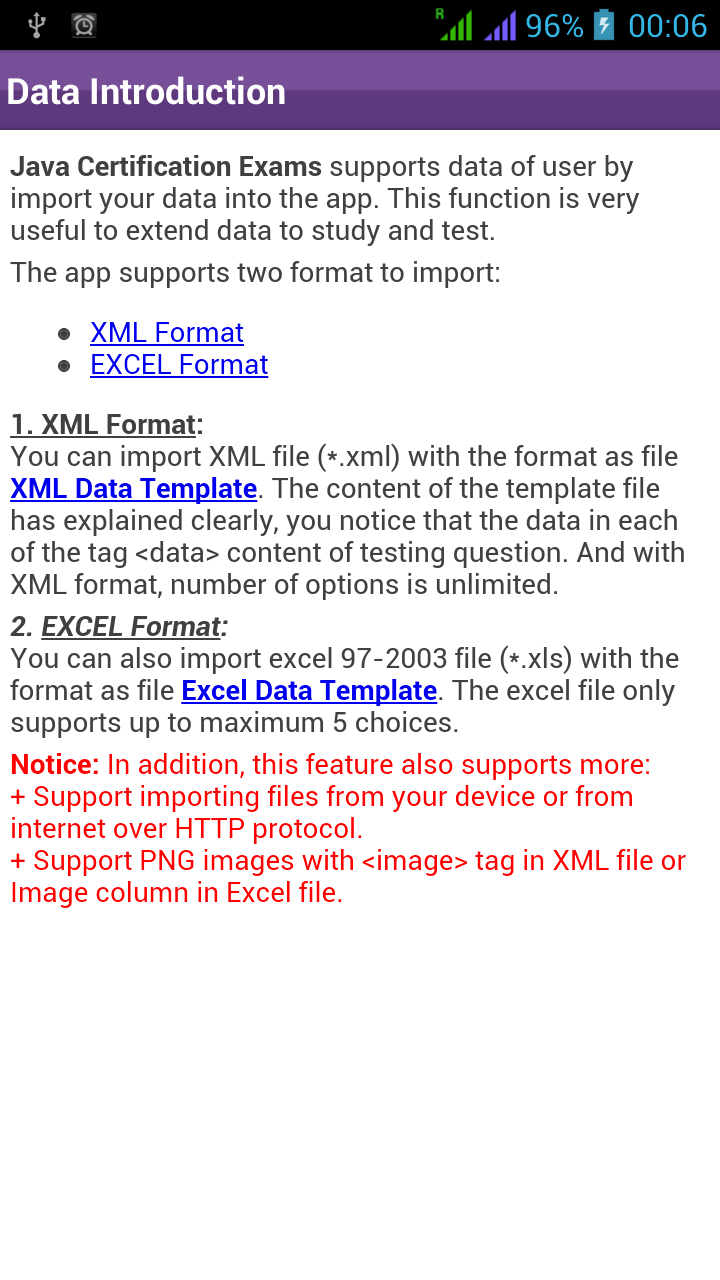 R 96% 00:06
Data Introduction
Java Certification Exams supports data of user by
import your data into the app. This function is very
useful to extend data to study and test.
The app supports two format to import:
XML Format
EXCEL Format
1. XML Format:
You can import XML file (*.xml) with the format as file
XML Data Template. The content of the template file
has explained clearly, you notice that the data in each
of the tag <data> content of testing question. And with
XML format, number of options is unlimited.
2. EXCEL Format:
You can also import excel 97-2003 file (*.xls) with the
format as file Excel Data Template. The excel file only
supports up to maximum 5 choices.
Notice: In addition, this feature also supports more:
+ Support importing files from your device or from
internet over HTTP protocol.
+ Support PNG images with <image> tag in XML file or
Image column in Excel file.